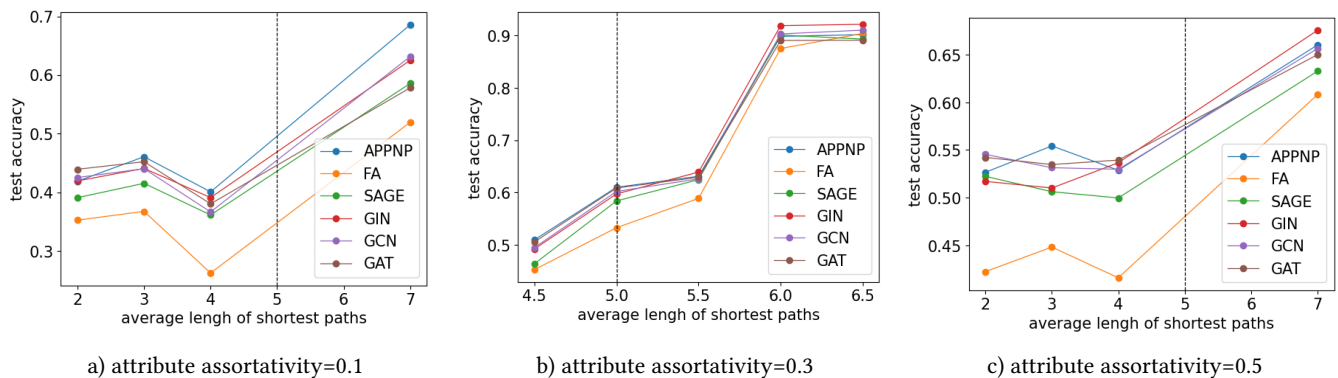 0.7
0.6
0.5
0.4
0.3
test accuracy
APPNP
FA
SAGE
GIN
GCN
GAT
2 3 4 5 6 7
average lengh of shortest paths
a) attribute assortativity=0.1
0.9
0.8
0.7
0.6
0.5
test accuracy
APPNP
FA
SAGE
GIN
GCN
GAT
4.5 5.0 5.5 6.0 6.5
average lengh of shortest paths
b) attribute assortativity=0.3
0.65
0.60
0.55
0.50
0.45
test accuracy
APPNP
FA
SAGE
GIN
GCN
GAT
2 3 4 5 6 7
average lengh of shortest paths
c) attribute assortativity=0.5